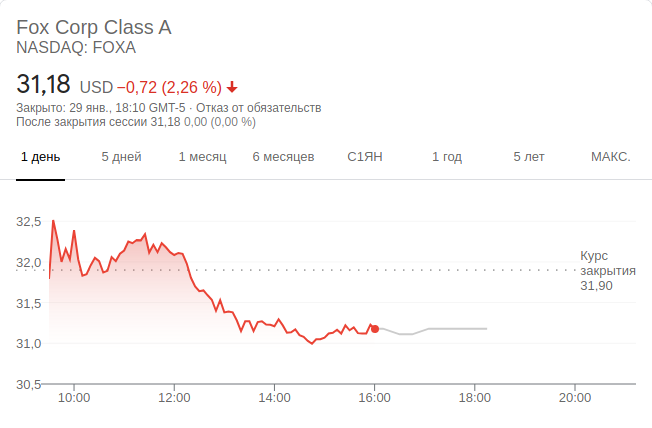 Fox Corp Class A
NASDAQ: FOXA
31,18 USD −0,72 (2,26 %)
Закрыто: 29 янв., 18:10 GMT-5 · Отказ от обязательств
После закрытия сессии 31,18 0,00 (0,00 %)
1 день 5 дней 1 месяц 6 месяцев С1ЯН 1 год 5 лет МАКС.
32,5
32,0
31,5
31,0
30,5
Курс
закрытия
31,90
10:00 12:00 14:00 16:00 18:00 20:00